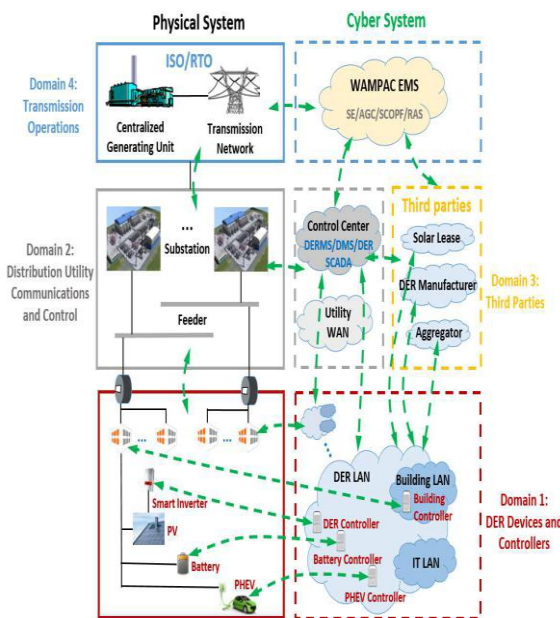 Physical System
Cyber System
Domain 4:
Transmission
Operations
ISO/RTO
Centralized
Generating Unit
Transmission
Network
WAMPAC EMS
SE/AGC/SCOPF/RAS
Domain 2:
Distribution Utility
Communications
and Control
...
Substation
Feeder
Control Center
DERMS/DMS/DER
SCADA
Utility
WAN
Third parties
Solar Lease
DER Manufacturer
Aggregator
Domain 3:
Third Parties
...
...
Smart Inverter
PV
Battery
PHEV
DER LAN
Building LAN
Building
Controller
DER Controller
Battery Controller
IT LAN
PHEV Controller
Domain 1:
DER Devices and
Controllers